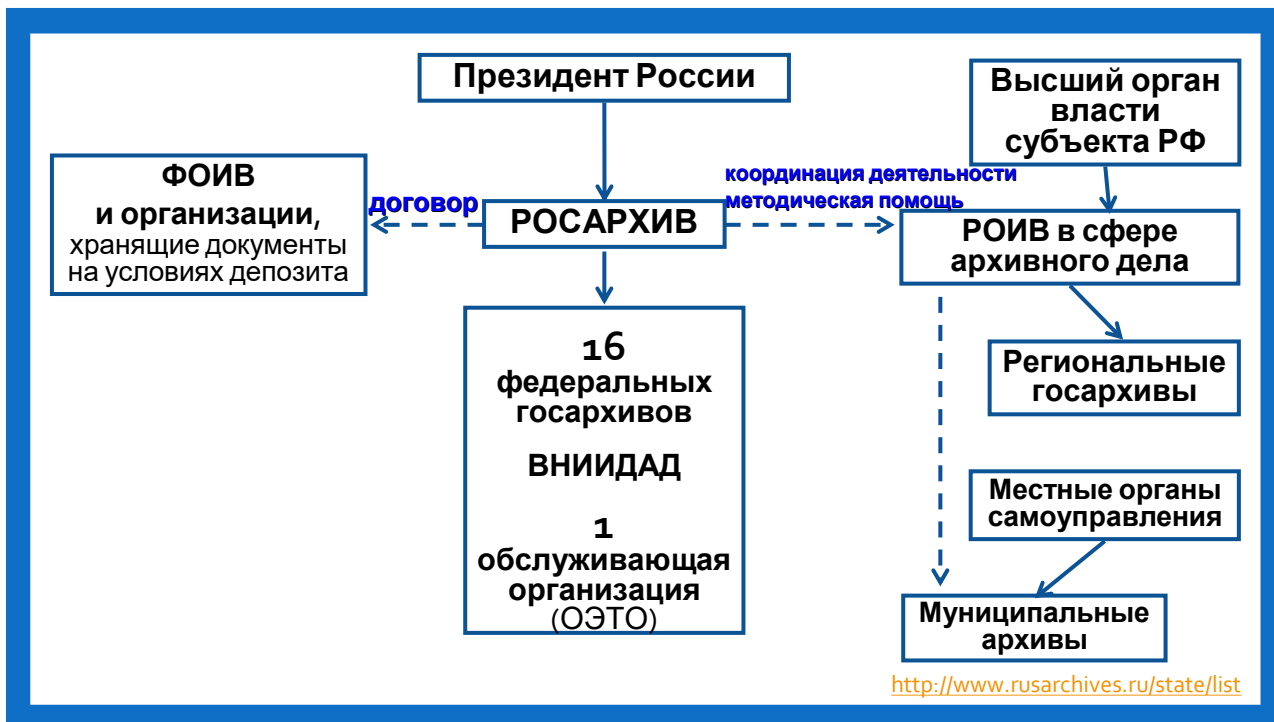 Президент России
Высший орган
власти
субъекта РФ
ФОИВ
и организации,
хранящие документы
на условиях депозита
договор
РОСАРХИВ
координация деятельности
методическая помощь
РОИВ в сфере
архивного дела
16
федеральных
госархивов
ВНИИДАД
1
обслуживающая
организация
(ОЭТО)
Региональные
госархивы
Местные органы
самоуправления
Муниципальные
архивы
http://www.rusarchives.ru/state/list